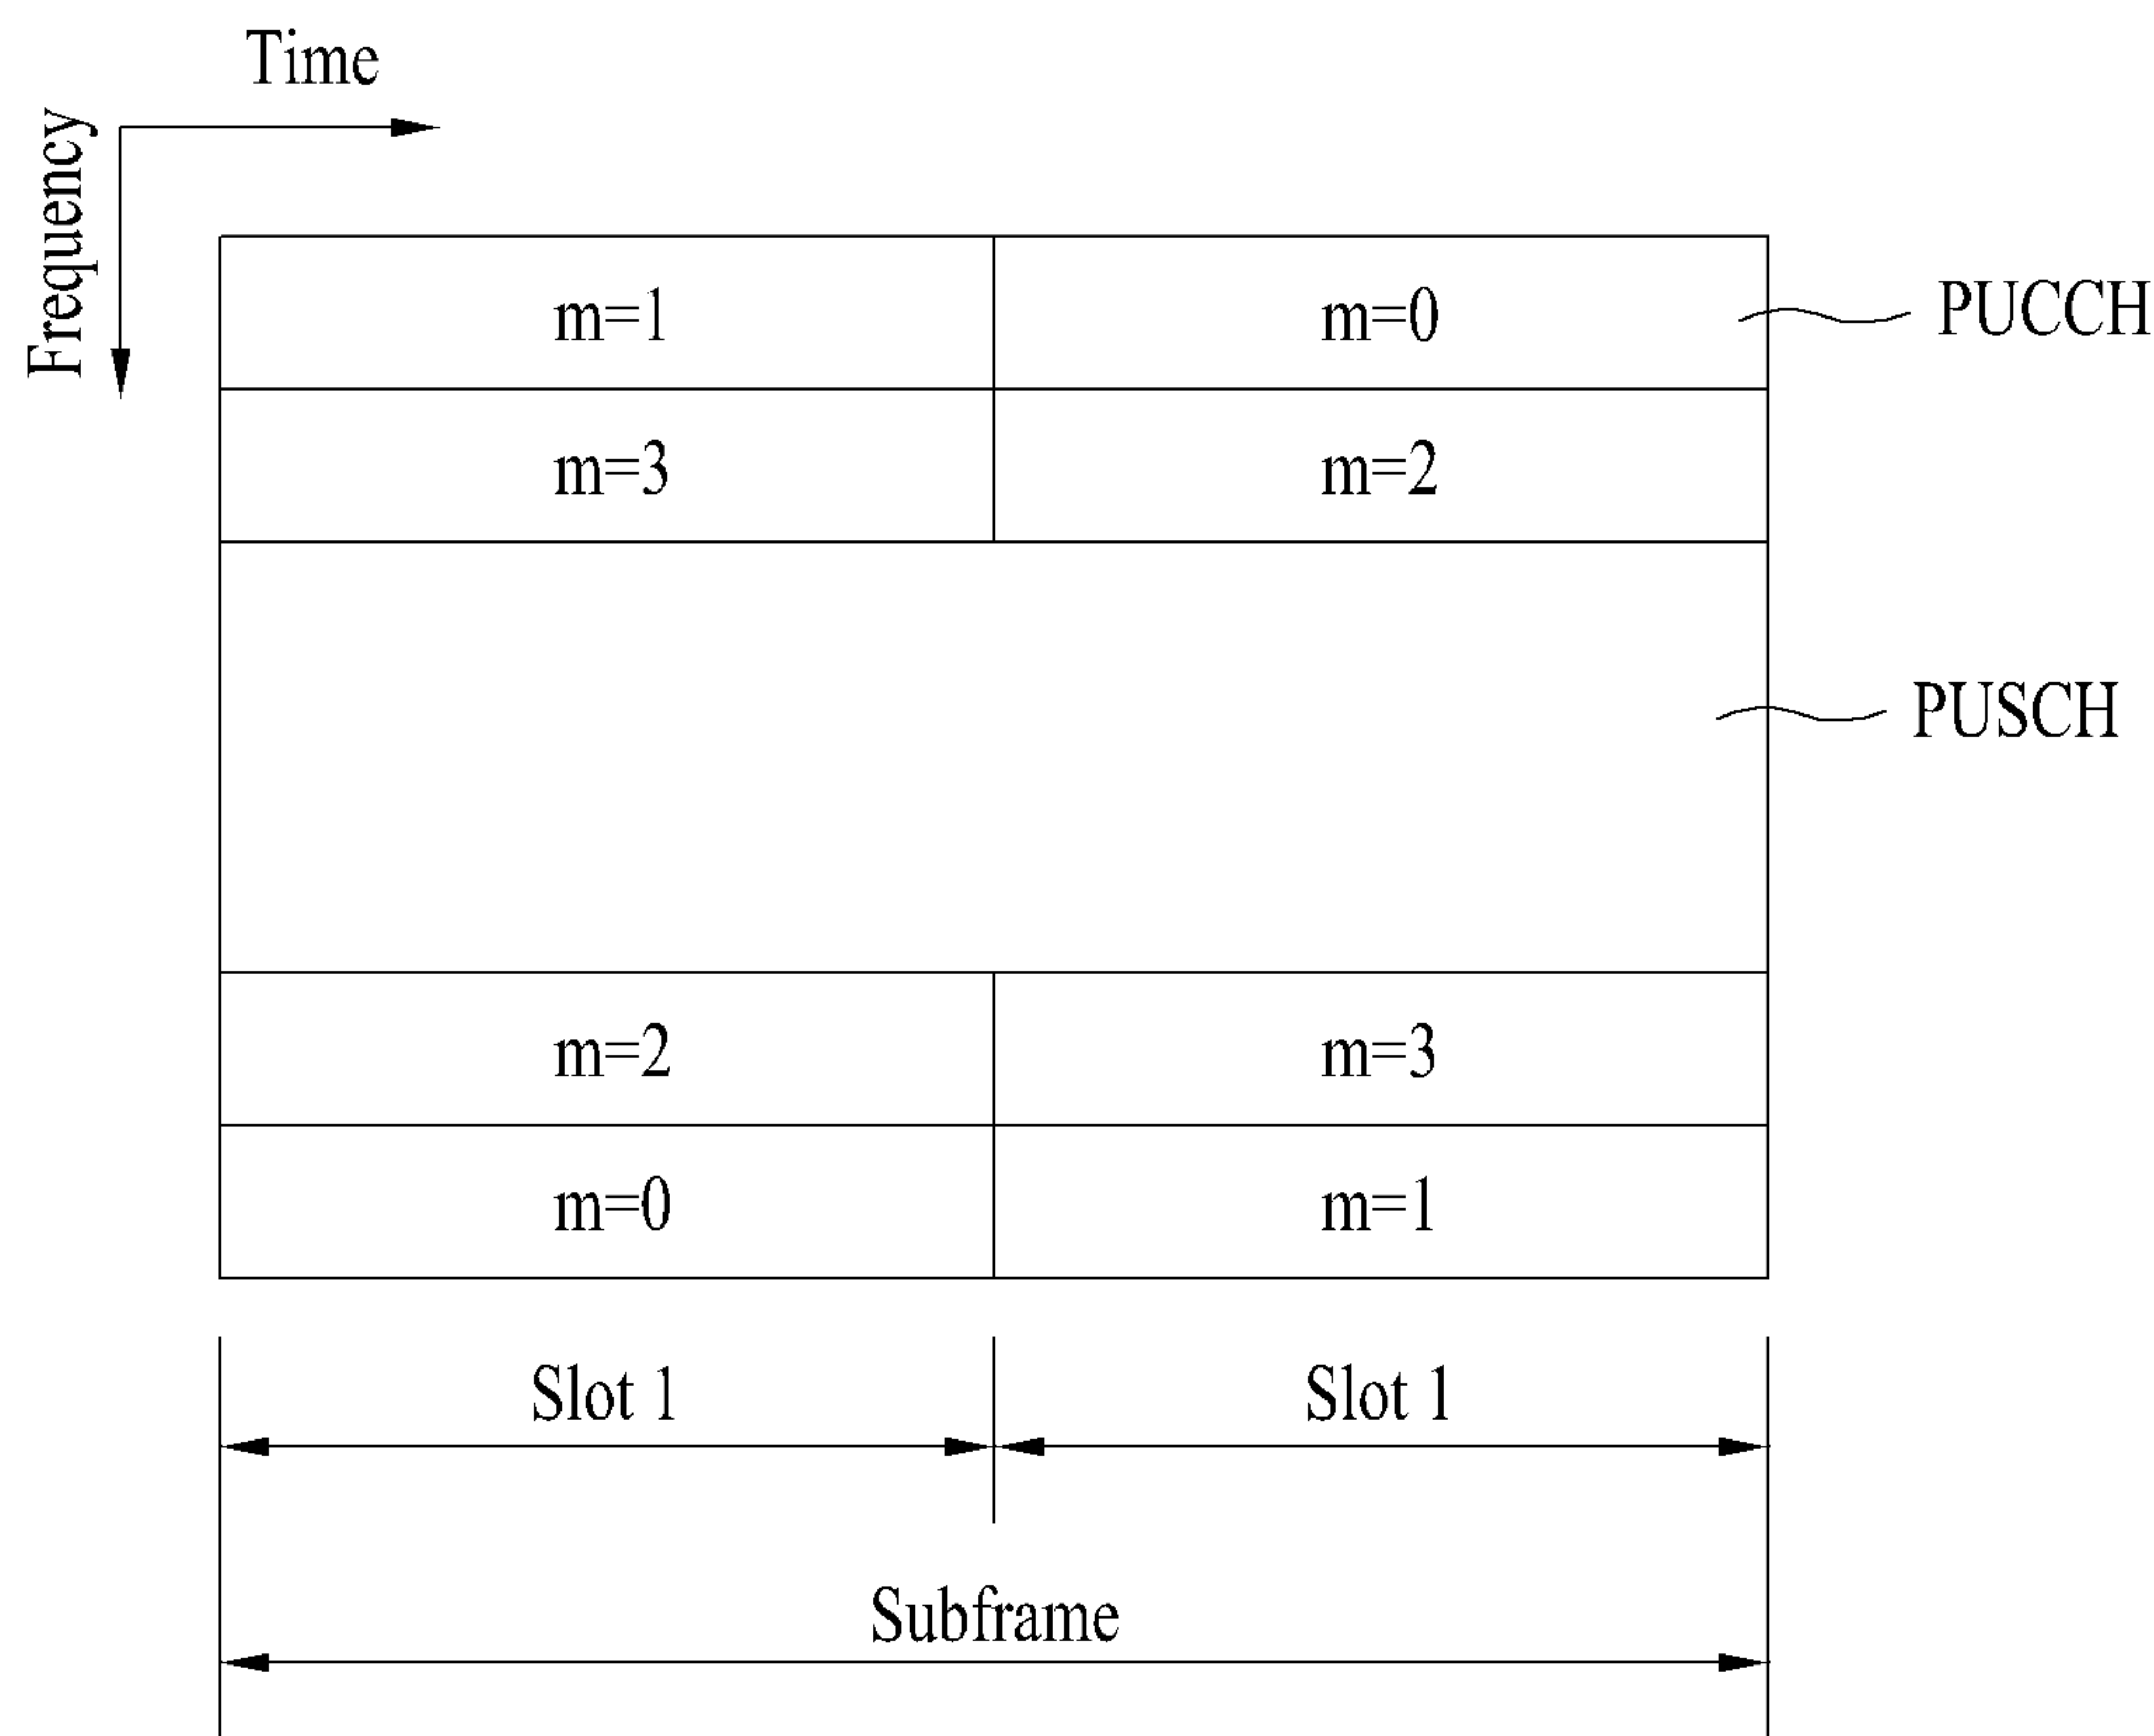 Time
Frequency
m=1 m=0 PUCCH
m=3 m=2
PUSCH
m=2 m=3
m=0 m=1
Slot 1 Slot 1
Subframe